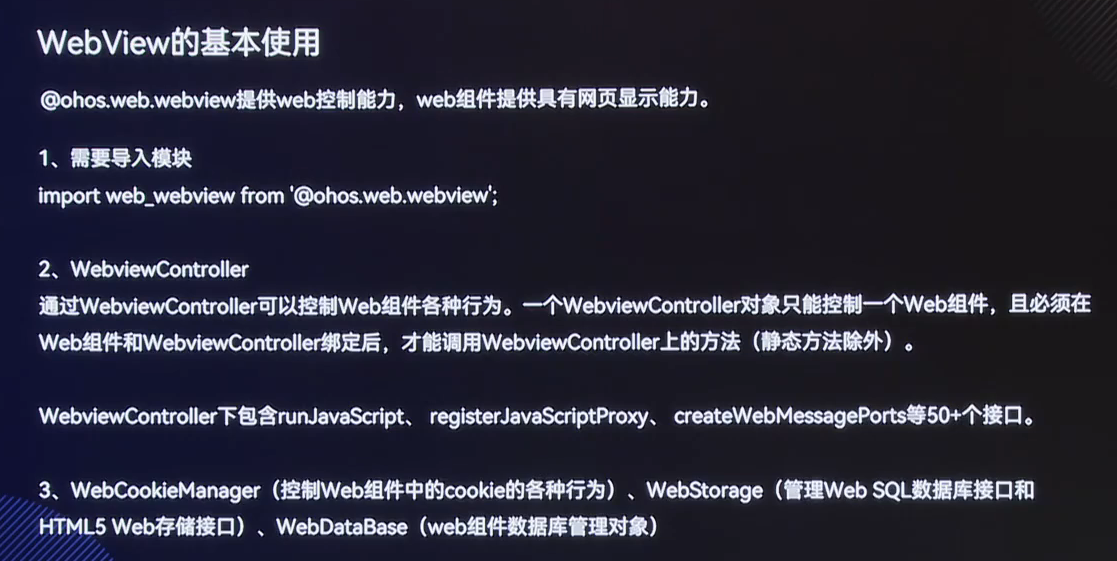 WebView的基本使用
@ohos.web.webview提供web控制能力，web组件提供具有网页显示能力。
1、需要导入模块
import web_webview from '@ohos.web.webview';
2、WebviewController
通过WebviewController可以控制Web组件各种行为。一个WebviewController对象只能控制一个Web组件，且必须在
Web组件和WebviewController绑定后，才能调用WebviewController上的方法（静态方法除外）。
WebviewController下包含runJavaScript、 registerJavaScriptProxy、 createWebMessagePorts等50+个接口。
3、WebCookieManager（控制Web组件中的cookie的各种行为）、WebStorage（管理Web SQL数据库接口和
HTML5 Web存储接口）、WebDataBase（web组件数据库管理对象）